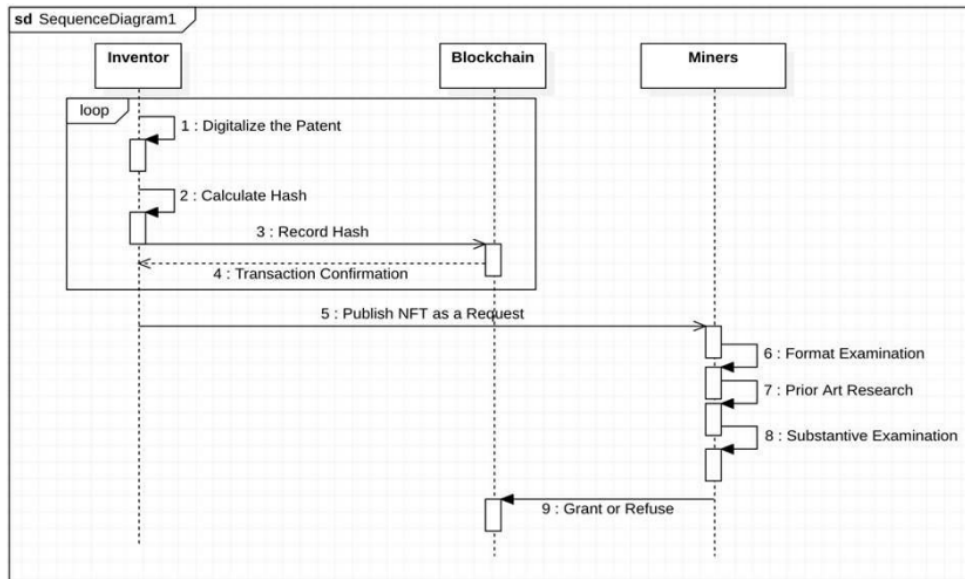 sd SequenceDiagram1
Inventor
Blockchain
Miners
loop
1 : Digitalize the Patent
2 : Calculate Hash
3 : Record Hash
4 : Transaction Confirmation
5 : Publish NFT as a Request
6 : Format Examination
7 : Prior Art Research
8 : Substantive Examination
9 : Grant or Refuse